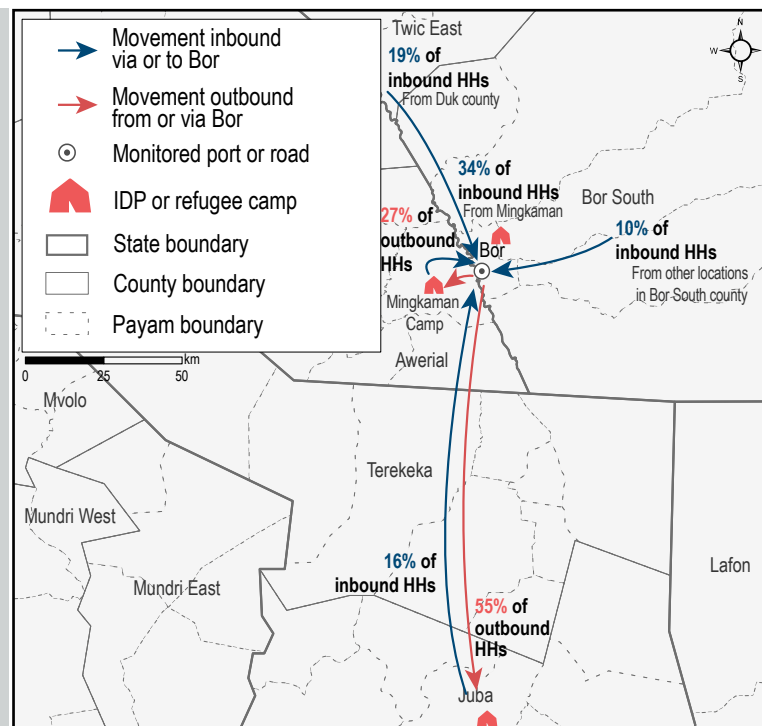 Movement inbound
via or to Bor
Movement outbound
from or via Bor
Monitored port or road
IDP or refugee camp
State boundary
County boundary
Payam boundary
km
0 25 50
Twic East
N
W
S
19% of
inbound HHs
From Duk county
34% of
inbound HHs
From Mingkaman
Bor South
27% of
outbound
HHs
Bor
10% of
inbound HHs
From other locations
in Bor South county
Mingkaman
Camp
Awerial
Mvolo
Terekeka
Mundri West
Mundri East
Lafon
16% of
inbound HHs
55% of
outbound
HHs
Juba